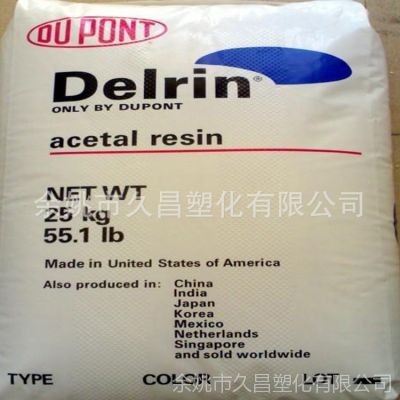 DU PONT
Delrin®
ONLY BY DUPONT
acetal resin
NET WT
余姚市久昌塑化有限公司
25 kg
55.1 lb
Made in United States of America
Also produced in: China
India
Japan
Korea
Mexico
Netherlands
Singapore
and sold worldwide
TYPE COLOR LOT
余姚市久昌塑化有限公司